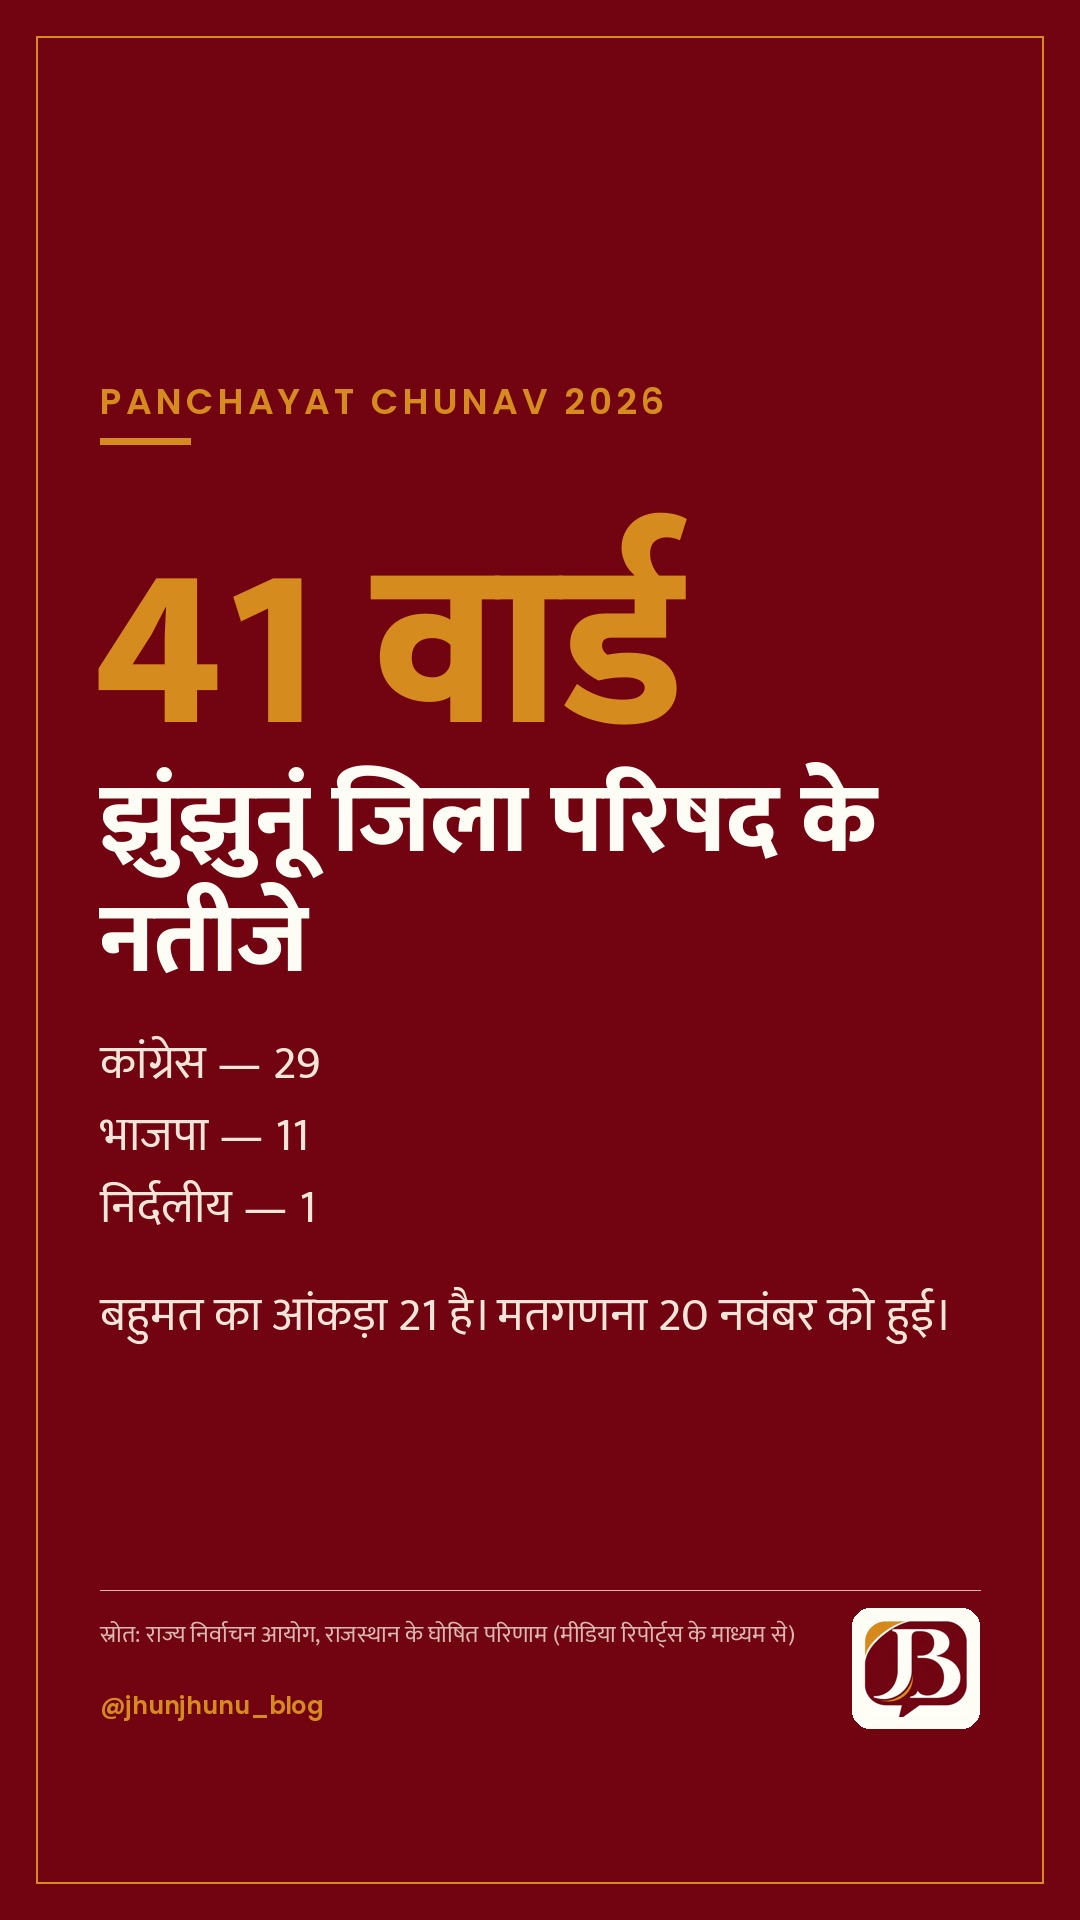 PANCHAYAT CHUNAV 2026
41 वार्ड
झुंझुनूं जिला परिषद के
नतीजे
कांग्रेस — 29
भाजपा — 11
निर्दलीय — 1
बहुमत का आंकड़ा 21 है। मतगणना 20 नवंबर को हुई।
स्रोत: राज्य निर्वाचन आयोग, राजस्थान के घोषित परिणाम (मीडिया रिपोर्ट्स के माध्यम से)
@jhunjhunu_blog
JB